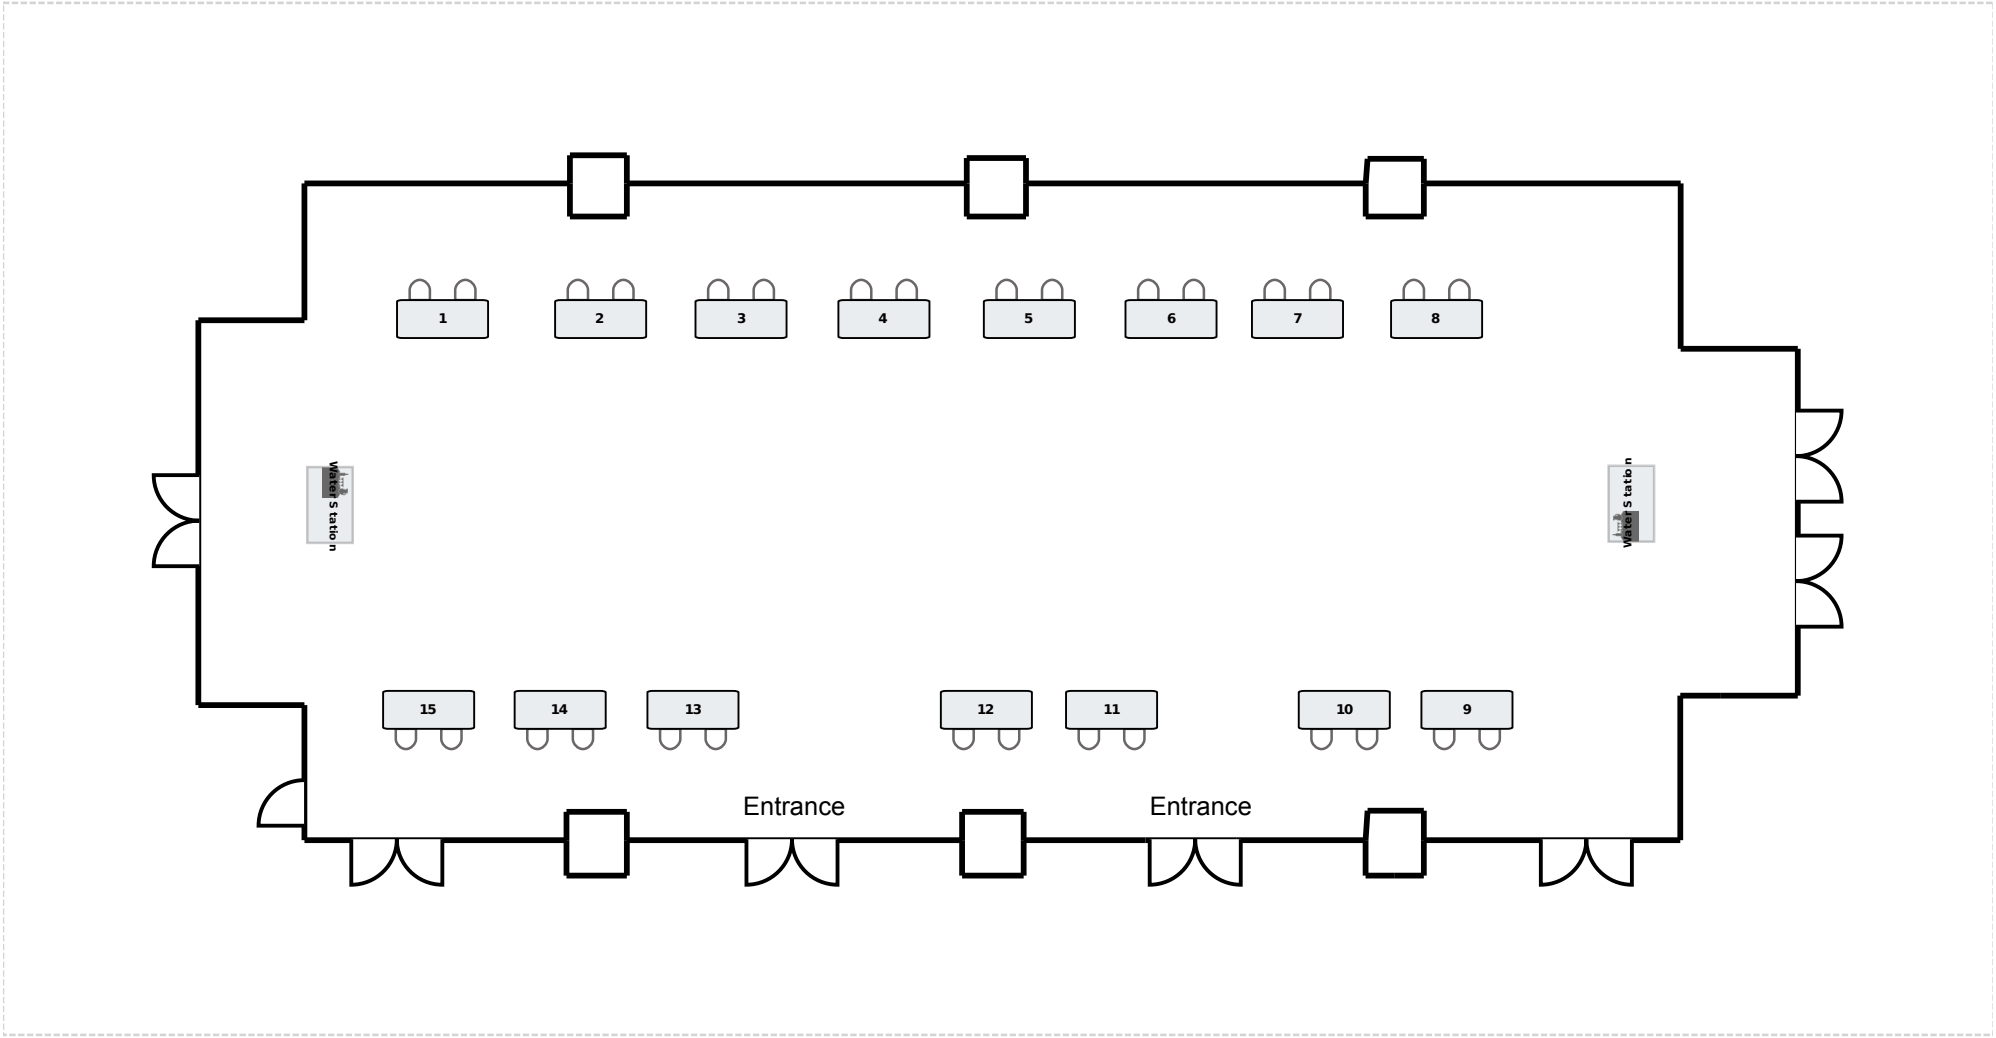 1 2 3 4 5 6 7 8
Water Station
Water Station
15 14 13 12 11 10 9
Entrance Entrance